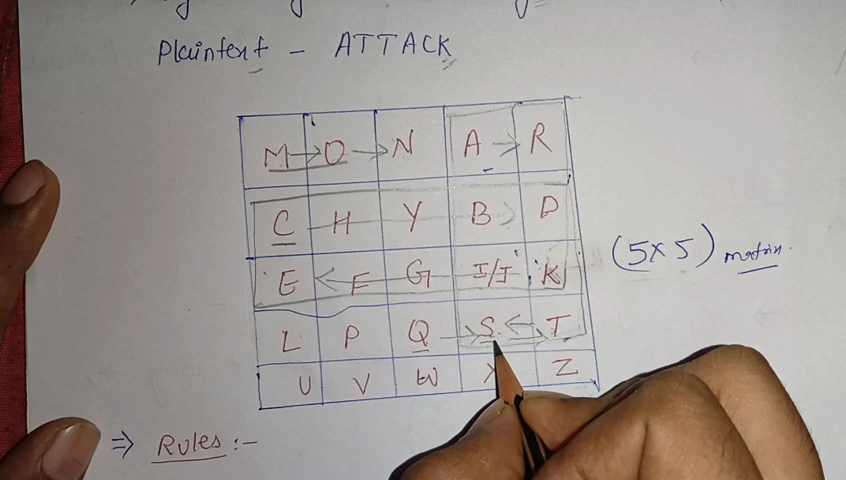 Plaintext - ATTACK
M O N A R
C H Y B D
E F G I/J K
(5x5) matrix.
L P Q S T
U V W X Z
⇒ Rules :-